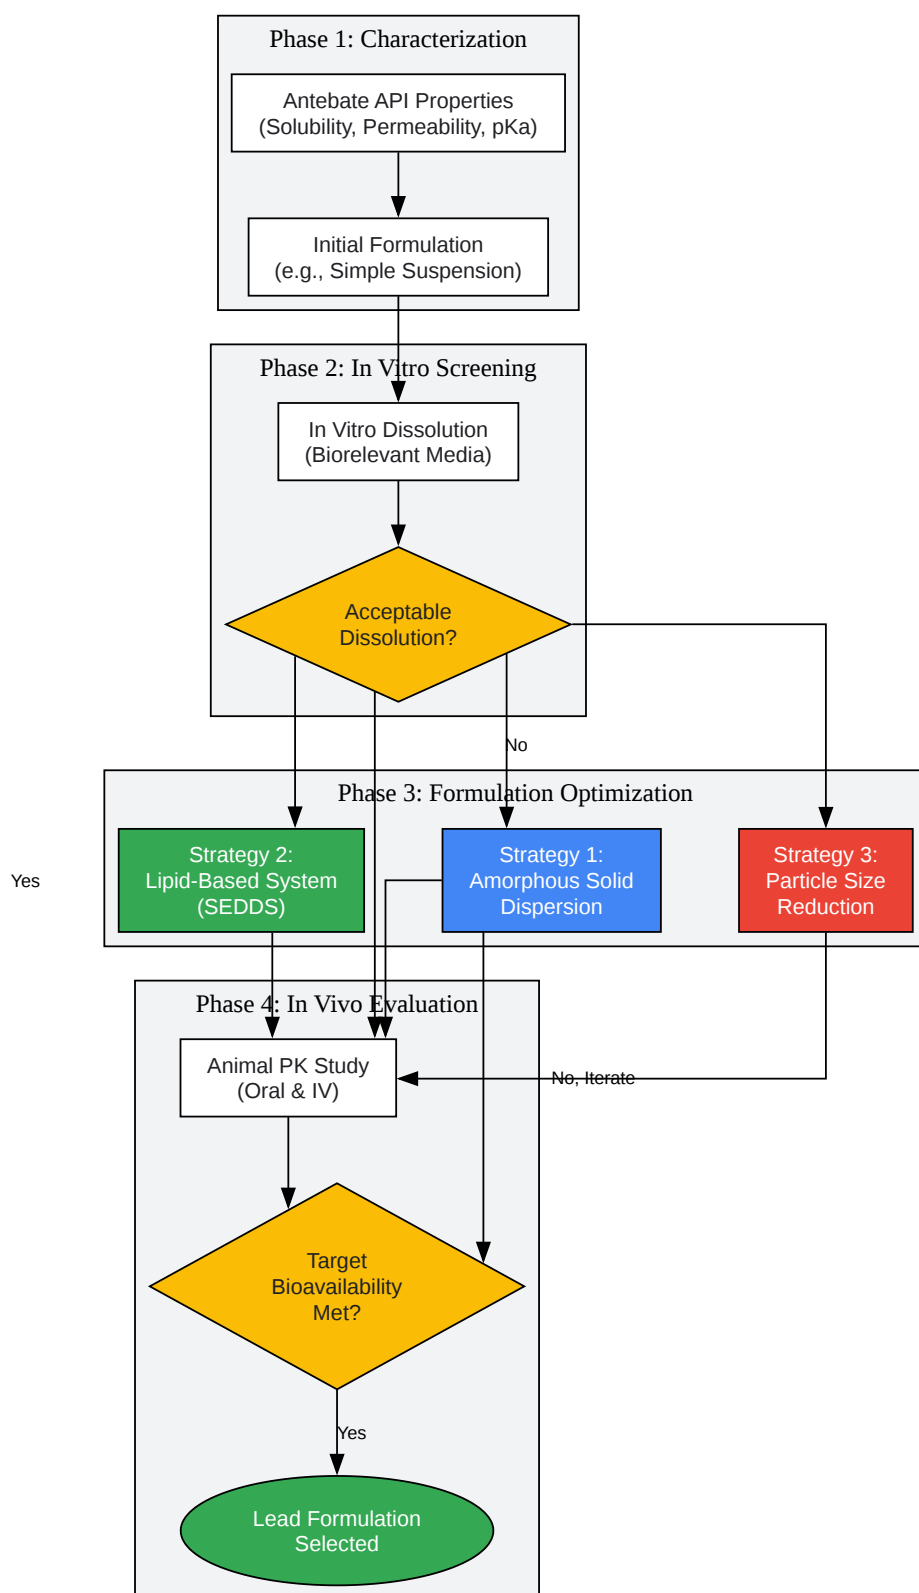 Phase 1: Characterization
Antebate API Properties
(Solubility, Permeability, pKa)
Initial Formulation
(e.g., Simple Suspension)
Phase 2: In Vitro Screening
In Vitro Dissolution
(Biorelevant Media)
Acceptable
Dissolution?
No
Phase 3: Formulation Optimization
Yes
Strategy 2:
Lipid-Based System
(SEDDS)
Strategy 1:
Amorphous Solid
Dispersion
Strategy 3:
Particle Size
Reduction
Phase 4: In Vivo Evaluation
Animal PK Study
(Oral & IV)
No, Iterate
Target
Bioavailability
Met?
Yes
Lead Formulation
Selected